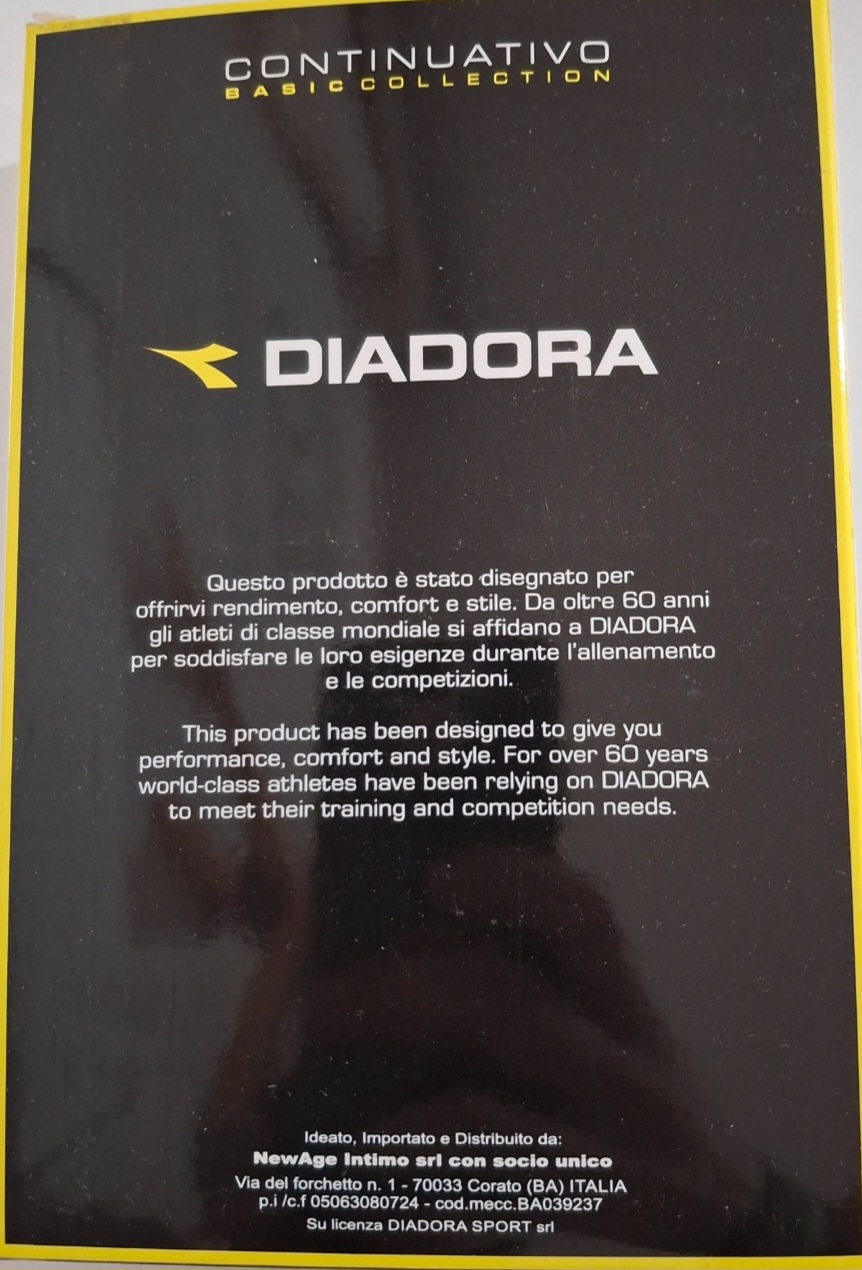 CONTINUATIVO
BASIC COLLECTION
DIADORA
Questo prodotto è stato disegnato per
offrirvi rendimento, comfort e stile. Da oltre 60 anni
gli atleti di classe mondiale si affidano a DIADORA
per soddisfare le loro esigenze durante l'allenamento
e le competizioni.
This product has been designed to give you
performance, comfort and style. For over 60 years
world-class athletes have been relying on DIADORA
to meet their training and competition needs.
Ideato, Importato e Distribuito da:
NewAge Intimo srl con socio unico
Via del forchetto n. 1 - 70033 Corato (BA) ITALIA
p.i /c.f 05063080724 - cod.mecc.BA039237
Su licenza DIADORA SPORT srl